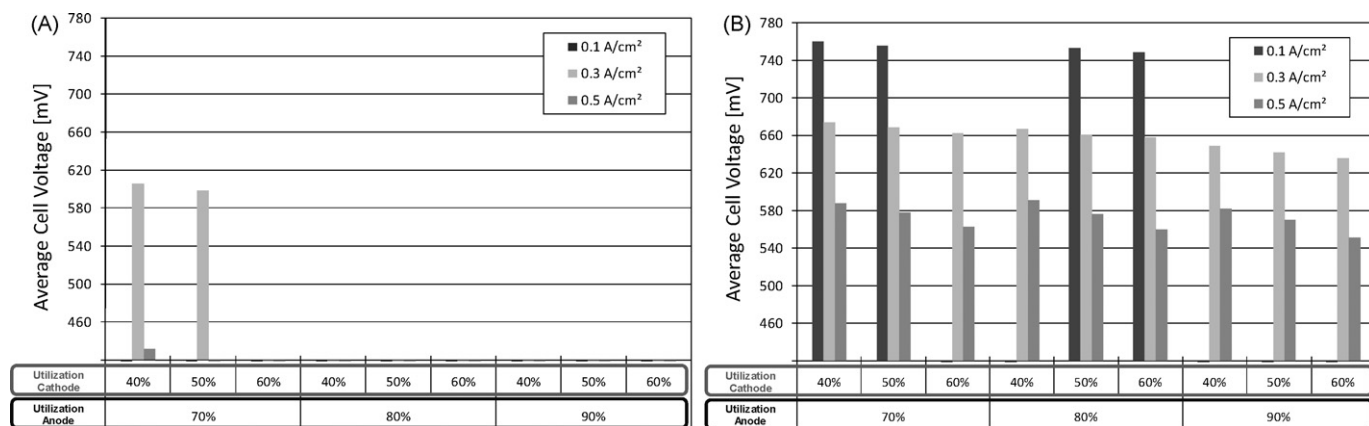 (A)
Average Cell Voltage [mV]
780
740
700
660
620
580
540
500
460
0.1 A/cm²
0.3 A/cm²
0.5 A/cm²
Utilization
Cathode
40% 50% 60% 40% 50% 60% 40% 50% 60%
Utilization
Anode
70% 80% 90%
(B)
Average Cell Voltage [mV]
780
740
700
660
620
580
540
500
460
0.1 A/cm²
0.3 A/cm²
0.5 A/cm²
Utilization
Cathode
40% 50% 60% 40% 50% 60% 40% 50% 60%
Utilization
Anode
70% 80% 90%